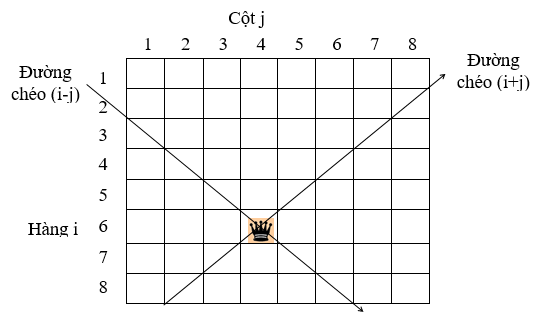 Cột j
1 2 3 4 5 6 7 8
Đường
chéo (i-j)
Đường
chéo (i+j)
1
2
3
4
5
Hàng i
6
7
8